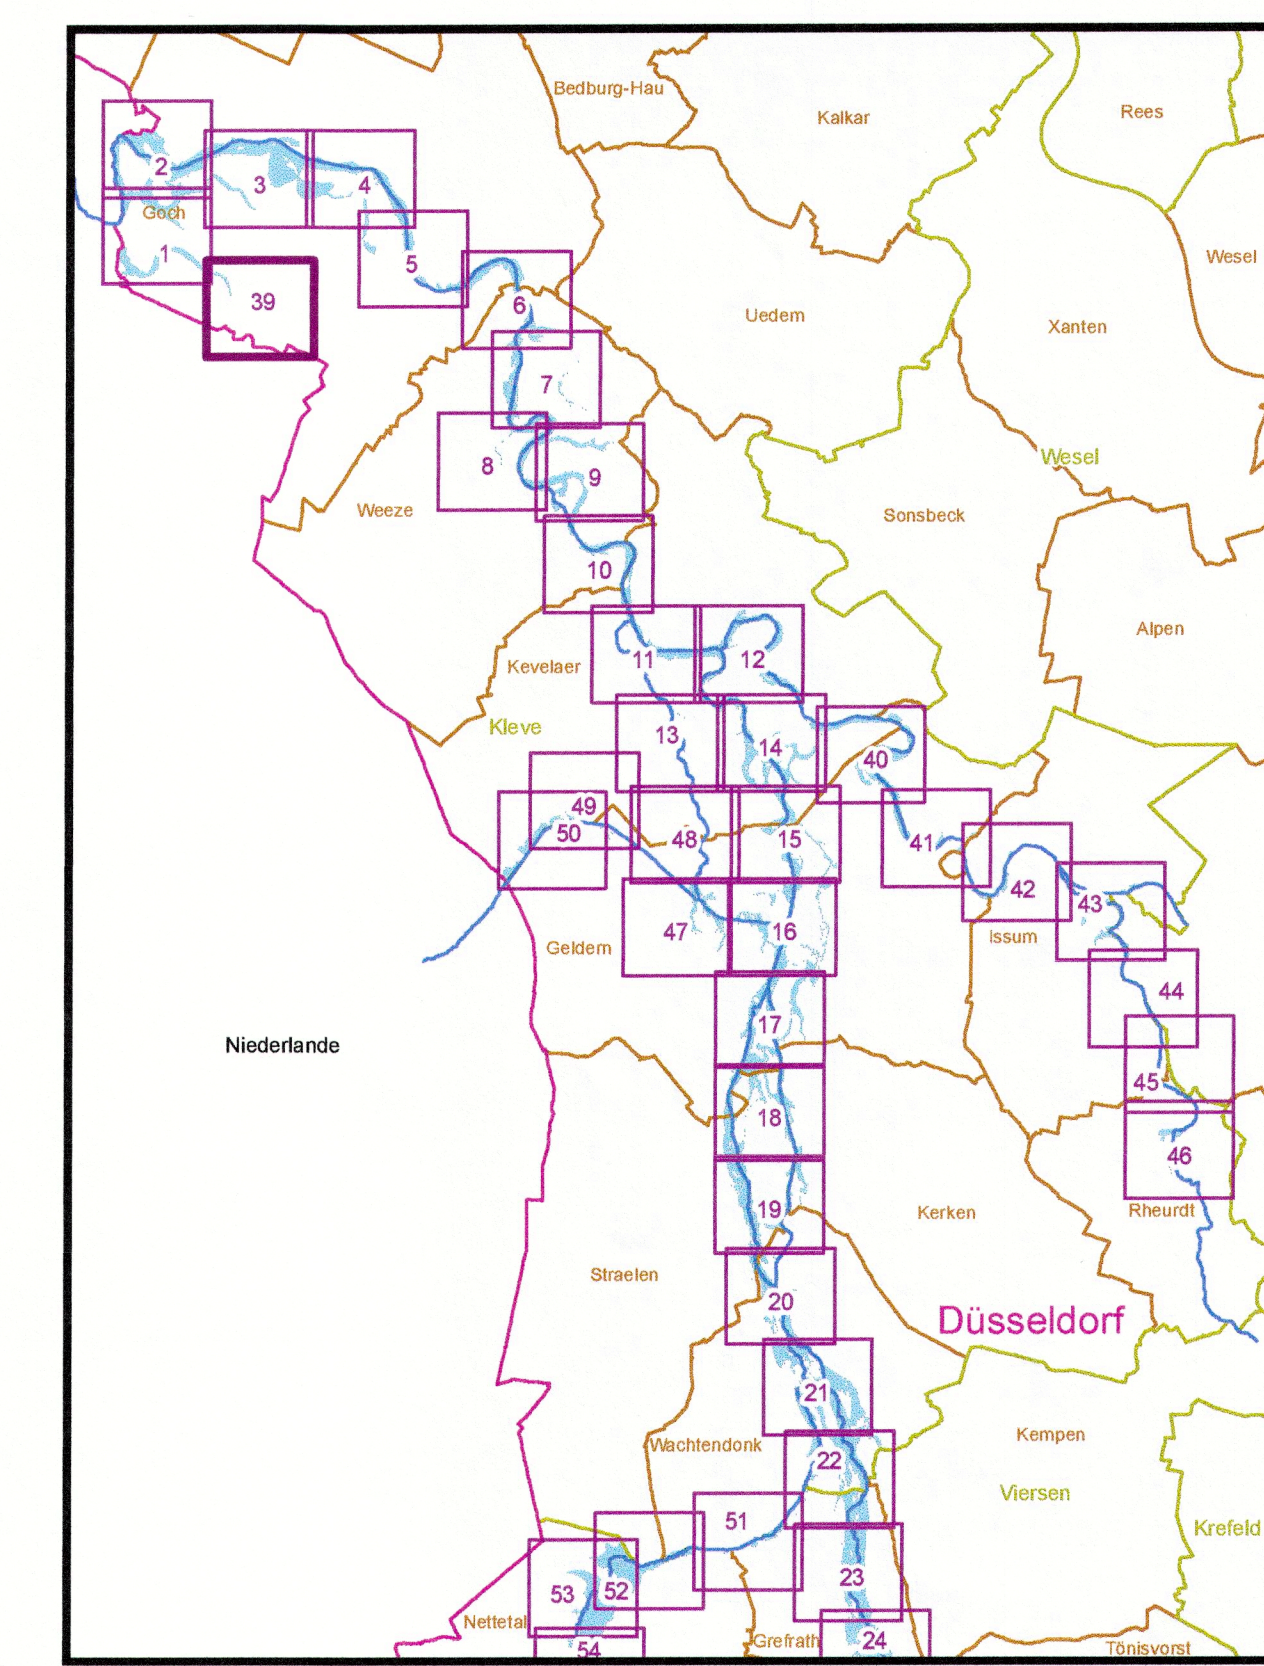 Bedburg-Hau
Kalkar
Rees
2
3
4
Goch
1
5
Wesel
39
6
Uedem
Xanten
7
8
9
Wesel
Weeze
Sonsbeck
10
Alpen
11
12
Kevelaer
Kleve
13
14
40
49
50
48
15
41
42
43
47
16
Geldern
Issum
44
17
Niederlande
45
18
46
19
Kerken
Rheurdt
Straelen
20
Düsseldorf
21
Kempen
Wachtendonk
22
Viersen
51
Krefeld
23
53
52
Nettetal
Grefrath
24
Tönisvorst
54